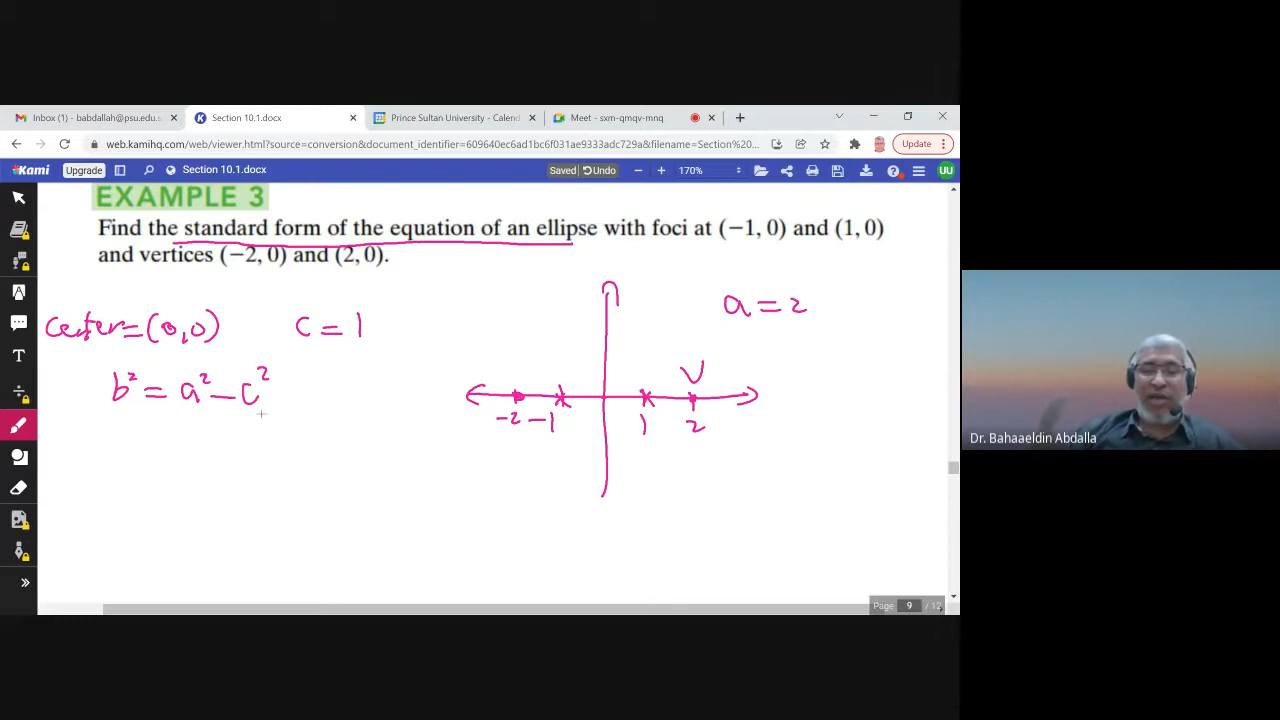 Inbox (1) - babdallah@psu.edu.s
Section 10.1.docx
Prince Sultan University - Calend
Meet - sxm-qmqv-mnq
web.kamihq.com/web/viewer.html?source=conversion&document_identifier=609640ec6ad1bc6f031adc729a&filename=Section%20...
Update
Kami
Upgrade
Section 10.1.docx
Saved Undo
170%
UU
EXAMPLE 3
Find the standard form of the equation of an ellipse with foci at (−1, 0) and (1, 0)
and vertices (−2, 0) and (2, 0).
a = 2
center = (0,0) c = 1
b² = a² − c²
V
-2 -1 1 2
Page 9 / 12
Dr. Bahaaeldin Abdalla